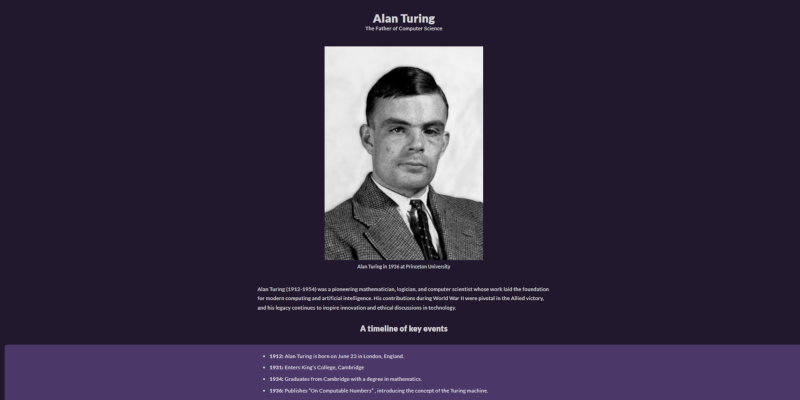 Alan Turing
The Father of Computer Science
Alan Turing in 1936 at Princeton University
Alan Turing (1912-1954) was a pioneering mathematician, logician, and computer scientist whose work laid the foundation
for modern computing and artificial intelligence. His contributions during World War II were pivotal in the Allied victory,
and his legacy continues to inspire innovation and ethical discussions in technology.
A timeline of key events
• 1912: Alan Turing is born on June 23 in London, England.
• 1931: Enters King's College, Cambridge
• 1934: Graduates from Cambridge with a degree in mathematics.
• 1936: Publishes "On Computable Numbers" , introducing the concept of the Turing machine.